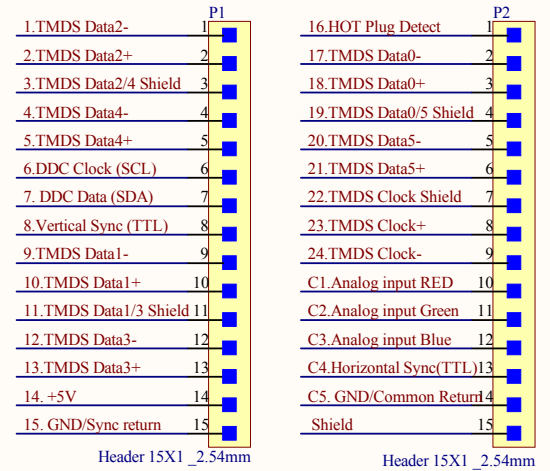 P1
1.TMDS Data2- 1
2.TMDS Data2+ 2
3.TMDS Data2/4 Shield 3
4.TMDS Data4- 4
5.TMDS Data4+ 5
6.DDC Clock (SCL) 6
7. DDC Data (SDA) 7
8.Vertical Sync (TTL) 8
9.TMDS Data1- 9
10.TMDS Data1+ 10
11.TMDS Data1/3 Shield 11
12.TMDS Data3- 12
13.TMDS Data3+ 13
14. +5V 14
15. GND/Sync return 15
Header 15X1 _2.54mm
P2
16.HOT Plug Detect 1
17.TMDS Data0- 2
18.TMDS Data0+ 3
19.TMDS Data0/5 Shield 4
20.TMDS Data5- 5
21.TMDS Data5+ 6
22.TMDS Clock Shield 7
23.TMDS Clock+ 8
24.TMDS Clock- 9
C1.Analog input RED 10
C2.Analog input Green 11
C3.Analog input Blue 12
C4.Horizontal Sync(TTL) 13
C5. GND/Common Return 14
Shield 15
Header 15X1 _2.54mm